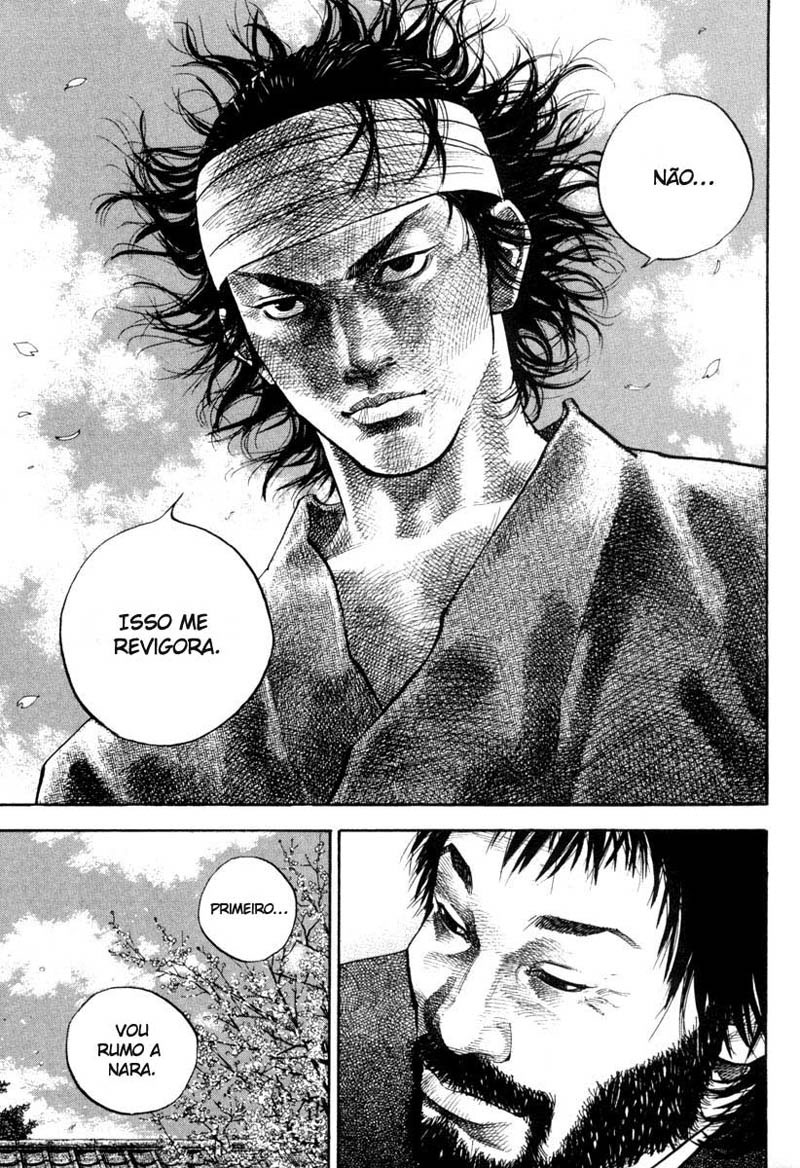 NÃO...
ISSO ME
REVIGORA.
PRIMEIRO...
VOU
RUMO A
NARA.